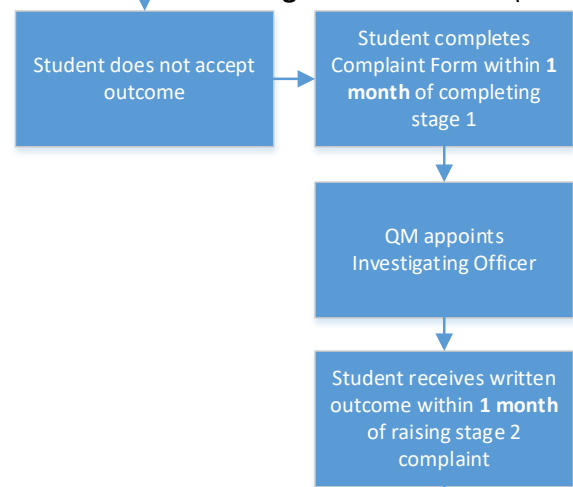 Student does not accept
outcome
Student completes
Complaint Form within 1
month of completing
stage 1
QM appoints
Investigating Officer
Student receives written
outcome within 1 month
of raising stage 2
complaint